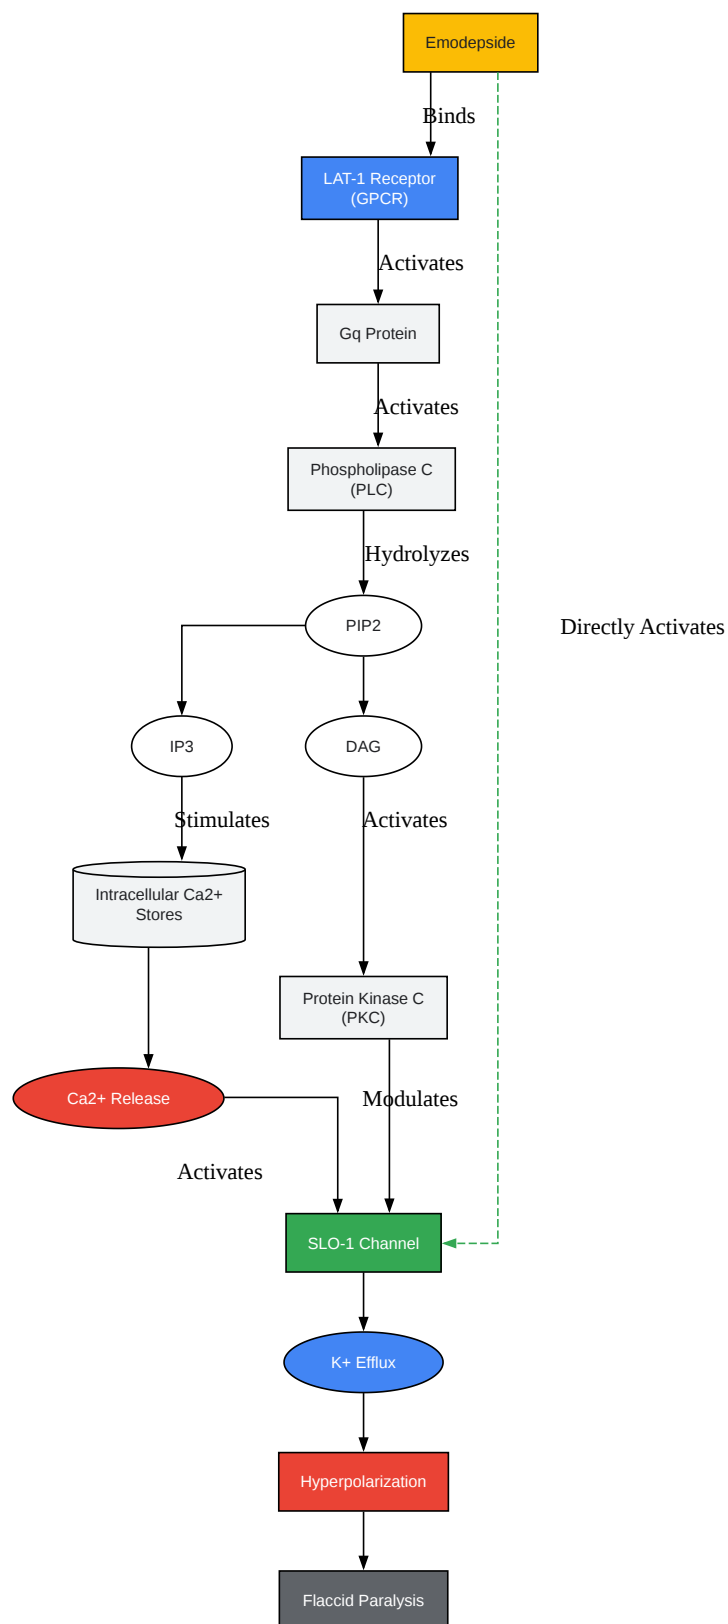 Emodepside
Binds
LAT-1 Receptor
(GPCR)
Activates
Gq Protein
Activates
Phospholipase C
(PLC)
Hydrolyzes
PIP2
Directly Activates
IP3
DAG
Stimulates
Activates
Intracellular Ca2+
Stores
Protein Kinase C
(PKC)
Ca2+ Release
Modulates
Activates
SLO-1 Channel
K+ Efflux
Hyperpolarization
Flaccid Paralysis